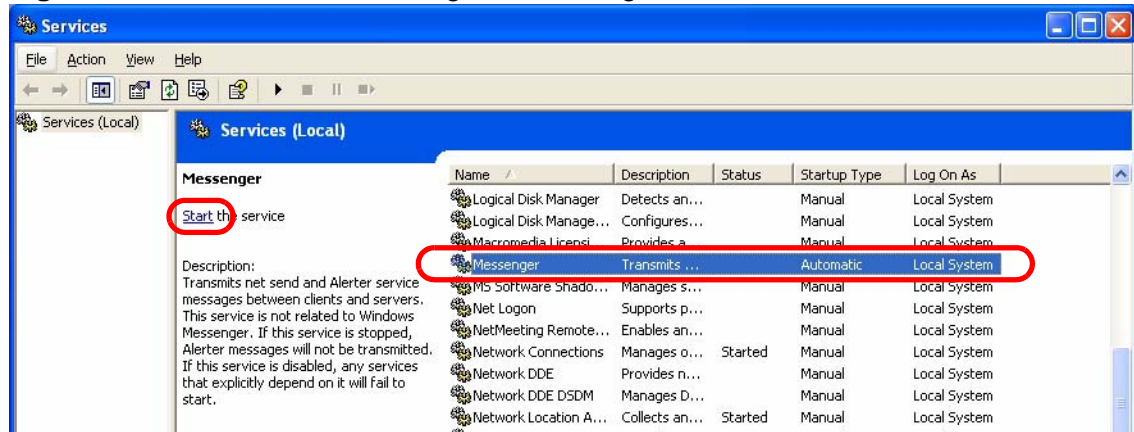 Services
File Action View Help
Services (Local)
Services (Local)
Messenger
Start the service
Description:
Transmits net send and Alerter service
messages between clients and servers.
This service is not related to Windows
Messenger. If this service is stopped,
Alerter messages will not be transmitted.
If this service is disabled, any services
that explicitly depend on it will fail to
start.
Name Description Status Startup Type Log On As
Logical Disk Manager Detects an... Manual Local System
Logical Disk Manage... Configures... Manual Local System
Macromedia Licensi... Provides a ... Manual Local System
Messenger Transmits ... Automatic Local System
MS Software Shado... Manages s... Manual Local System
Net Logon Supports p... Manual Local System
NetMeeting Remote... Enables an... Manual Local System
Network Connections Manages o... Started Manual Local System
Network DDE Provides n... Manual Local System
Network DDE DSDM Manages D... Manual Local System
Network Location A... Collects an... Started Manual Local System